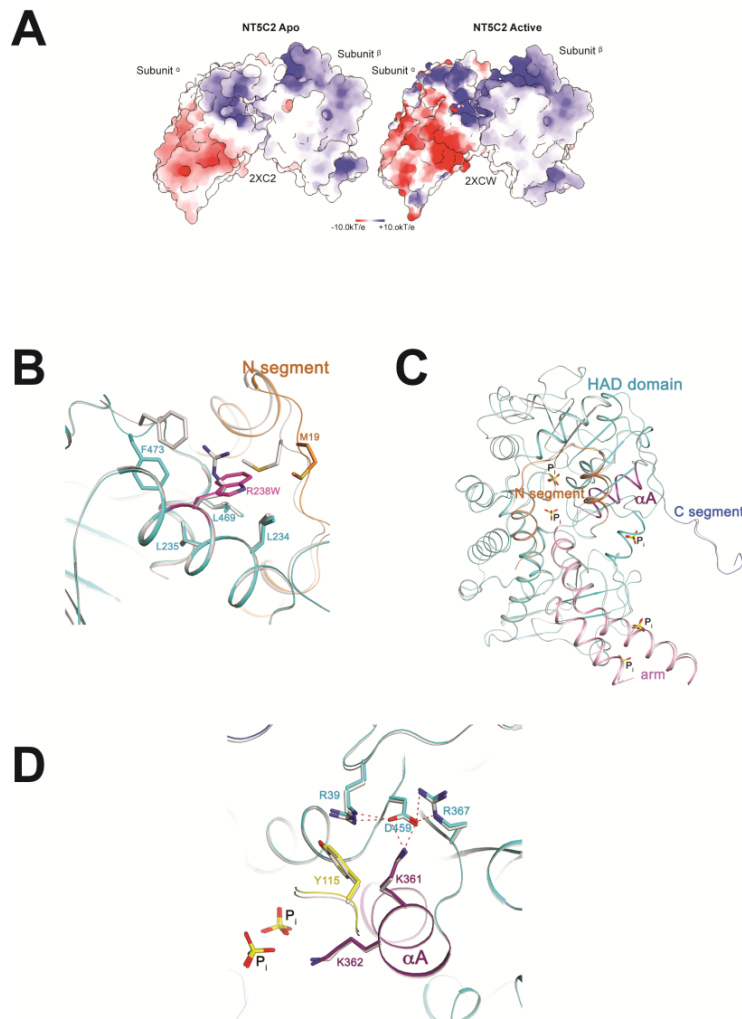 A
NT5C2 Apo
NT5C2 Active
Subunit α
Subunit β
Subunit α
Subunit β
2XC2
2XCW
-10.0kT/e
+10.okT/e
B
N segment
M19
F473
R238W
L469
L235
L234
C
HAD domain
Pi
N segment
αA
Pi
C segment
Pi
Pi
Pi
arm
D
R39
R367
D459
Y115
K361
Pi
Pi
K362
αA